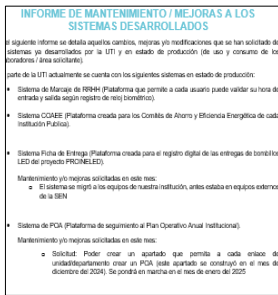 INFORME DE MANTENIMIENTO / MEJORAS A LOS
SISTEMAS DESARROLLADOS
el siguiente informe se detalla aquellos cambios, mejoras y/o modificaciones que se han solicitado de
sistemas ya desarrollados por la UTI y en estado de producción (de uso y consumo de los
boradores / área solicitante).
parte de la UTI actualmente se cuenta con los siguientes sistemas en estado de producción:
• Sistema de Marcaje de RRHH (Plataforma que permite a cada usuario poder validar su hora de
entrada y salida según registro de reloj biométrico).
• Sistema COAEE (Plataforma creada para los Comités de Ahorro y Eficiencia Energética de cada
Institución Publica).
• Sistema Ficha de Entrega (Plataforma creada para el registro digital de las entregas de bombillos
LED del proyecto PROINELED).
Mantenimiento y/o mejoras solicitadas en este mes:
o El sistema se migró a los equipos de nuestra institución, antes estaba en equipos externos
de la SEN
• Sistema de POA (Plataforma de seguimiento al Plan Operativo Anual Institucional).
Mantenimiento y/o mejoras solicitadas en este mes:
o Solicitud: Poder crear un apartado que permita a cada enlace de
unidad/departamento crear un POA (este apartado se construyó en el mes de
diciembre del 2024). Se pondrá en marcha en el mes de enero del 2025